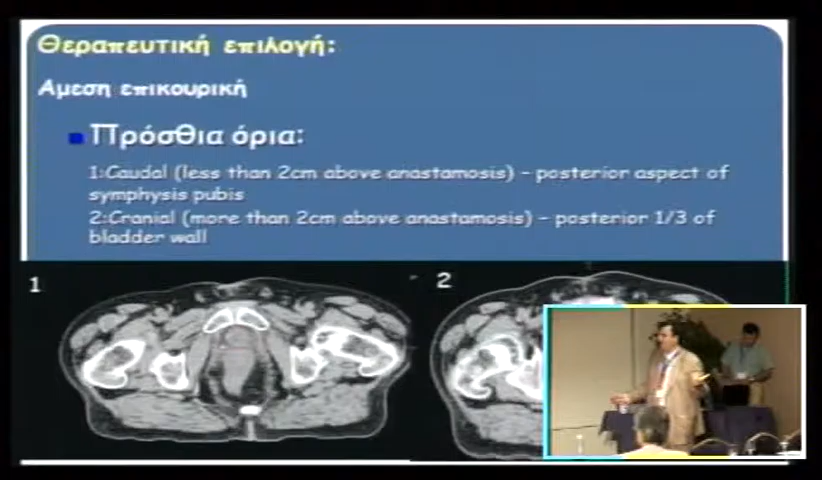 Θεραπευτική επιλογή:
Αμεση επικουρική
Πρόσθια όρια:
1:Caudal (less than 2cm above anastamosis) – posterior aspect of
symphysis pubis
2:Cranial (more than 2cm above anastamosis) – posterior 1/3 of
bladder wall
1
2